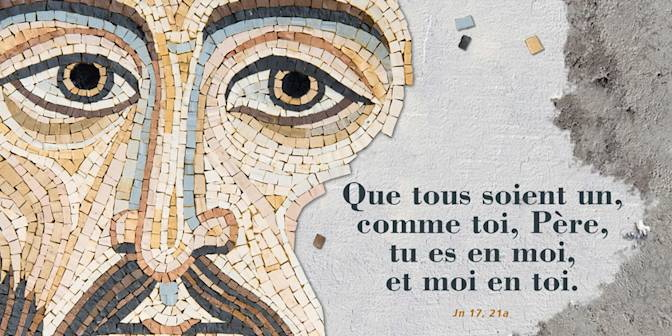 Que tous soient un,
comme toi, Père,
tu es en moi,
et moi en toi.
Jn 17, 21a